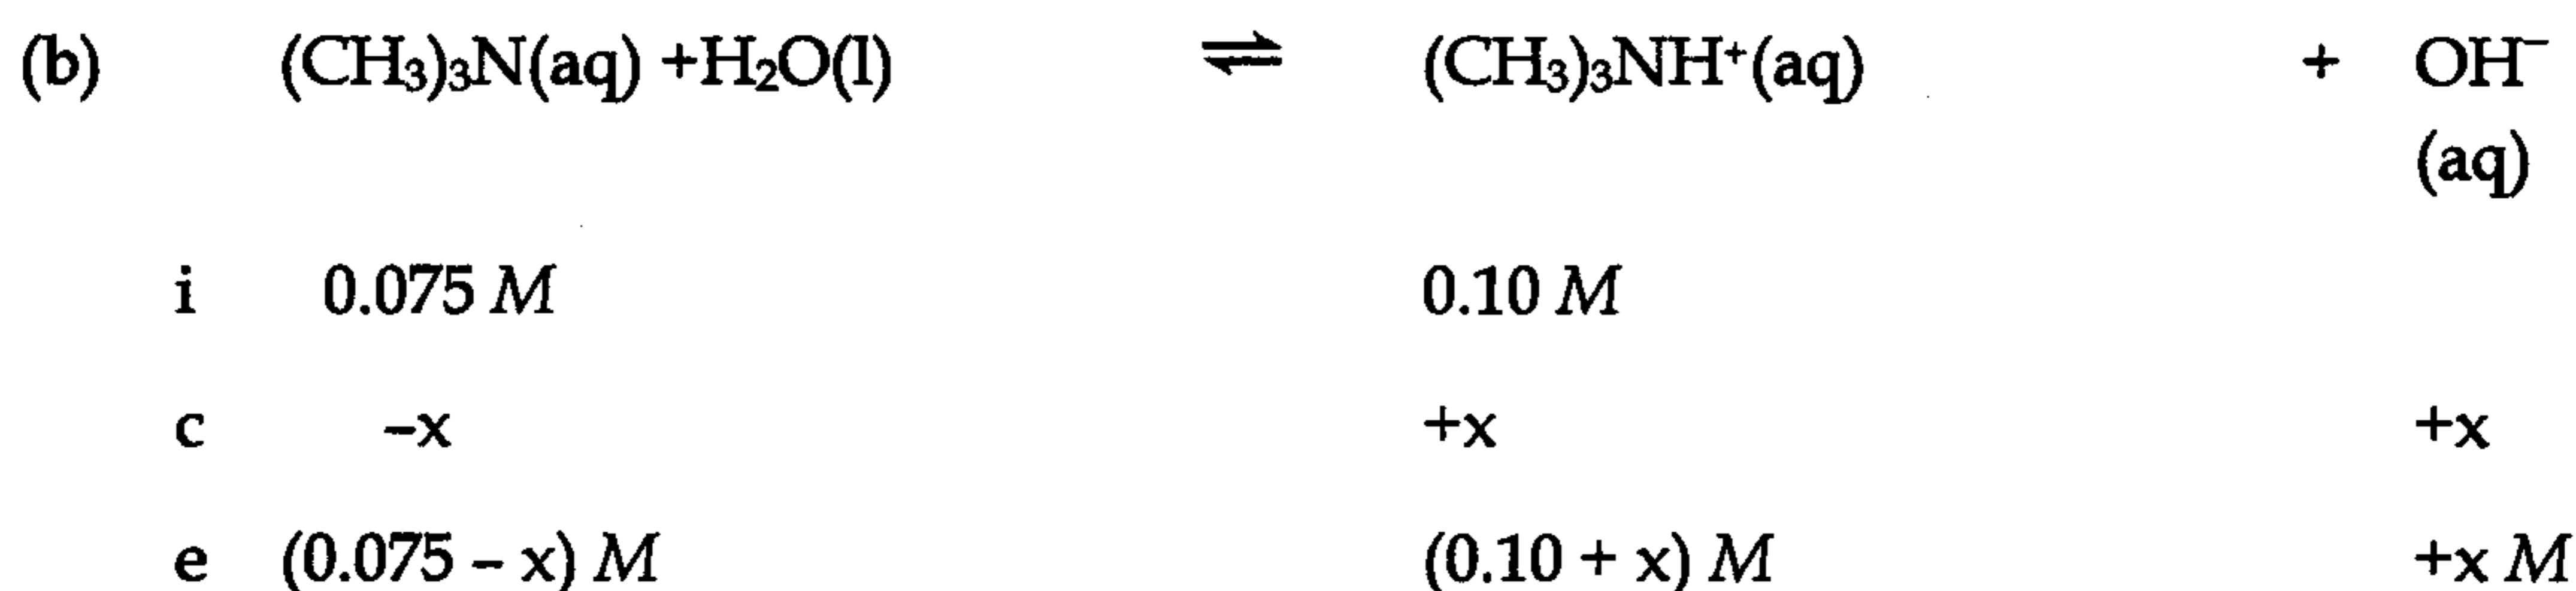 (b) (CH₃)₃N(aq) +H₂O(l) ⇌ (CH₃)₃NH⁺(aq) + OH⁻
(aq)
i 0.075 M 0.10 M
c –x +x +x
e (0.075 – x) M (0.10 + x) M +x M